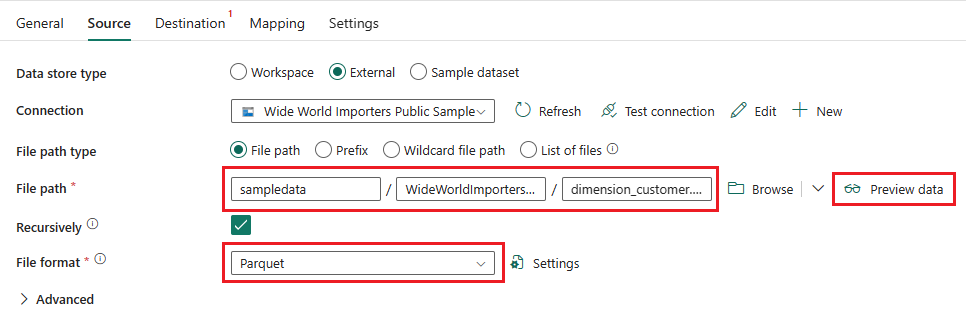 General Source Destination 1 Mapping Settings
Data store type Workspace External Sample dataset
Connection Wide World Importers Public Sample Refresh Test connection Edit New
File path type File path Prefix Wildcard file path List of files
File path * sampledata / WideWorldImporters... / dimension_customer.... Browse Preview data
Recursively
File format * Parquet Settings
Advanced